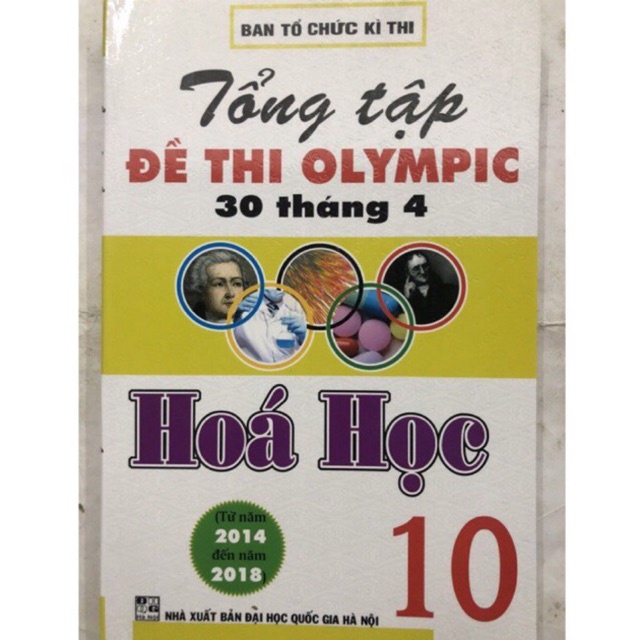 BAN TỔ CHỨC KÌ THI
Tổng tập
ĐỀ THI OLYMPIC
30 tháng 4
Hoá Học
(Từ năm
2014
đến năm
2018)
10
NHÀ XUẤT BẢN ĐẠI HỌC QUỐC GIA HÀ NỘI